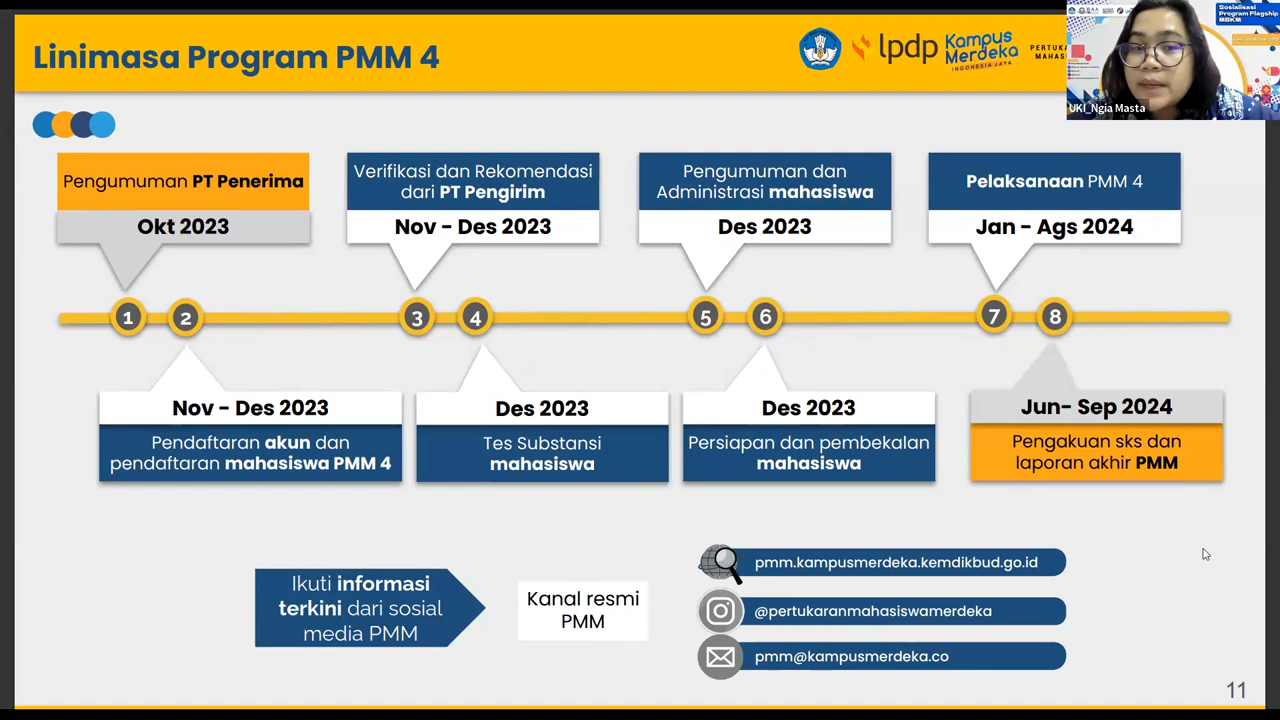 Linimasa Program PMM 4
lpdp
Kampus
Merdeka
INDONESIA JAYA
Sosialisasi
Program Flagship
MBKM
UKI_Ngia Masta
Pengumuman PT Penerima
Okt 2023
Verifikasi dan Rekomendasi
dari PT Pengirim
Nov - Des 2023
Pengumuman dan
Administrasi mahasiswa
Des 2023
Pelaksanaan PMM 4
Jan - Ags 2024
1
2
3
4
5
6
7
8
Nov - Des 2023
Pendaftaran akun dan
pendaftaran mahasiswa PMM 4
Des 2023
Tes Substansi
mahasiswa
Des 2023
Persiapan dan pembekalan
mahasiswa
Jun- Sep 2024
Pengakuan sks dan
laporan akhir PMM
Ikuti informasi
terkini dari sosial
media PMM
Kanal resmi
PMM
pmm.kampusmerdeka.kemdikbud.go.id
@pertukaranmahasiswamerdeka
pmm@kampusmerdeka.co
11